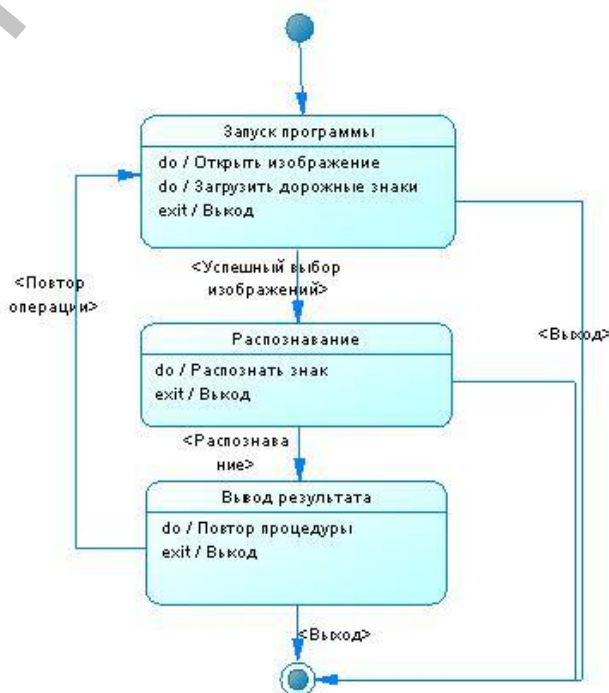 Запуск программы
do / Открыть изображение
do / Загрузить дорожные знаки
exit / Выход
<Успешный выбор
изображений>
<Повтор
операции>
<Выход>
Распознавание
do / Распознать знак
exit / Выход
<Распознава
ние>
Вывод результата
do / Повтор процедуры
exit / Выход
<Выход>